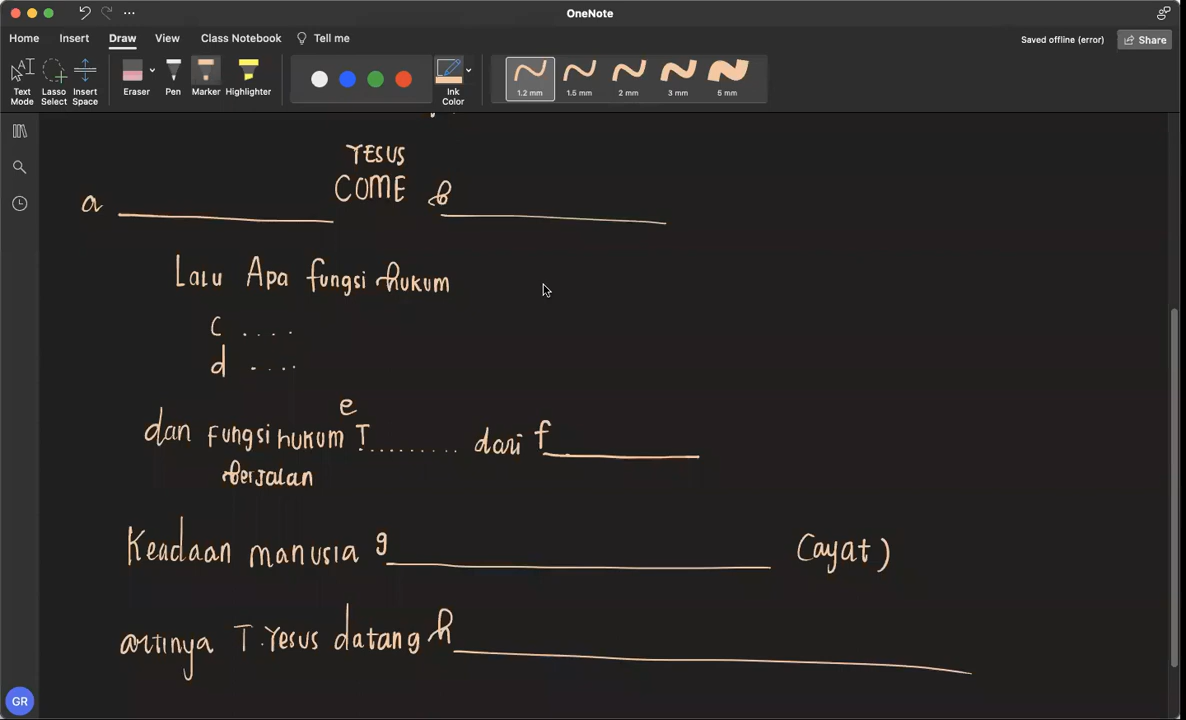 OneNote
Home Insert Draw View Class Notebook Tell me
Saved offline (error) Share
Text Mode
Lasso Select
Insert Space
Eraser
Pen
Marker
Highlighter
Ink Color
1.2 mm
1.5 mm
2 mm
3 mm
5 mm
YESUS
a COME b
Lalu Apa fungsi hukum
c ....
d ....
e
dan Fungsi hukum T......... dari f
berjalan
Keadaan manusia g (ayat)
artinya T. Yesus datang h
GR